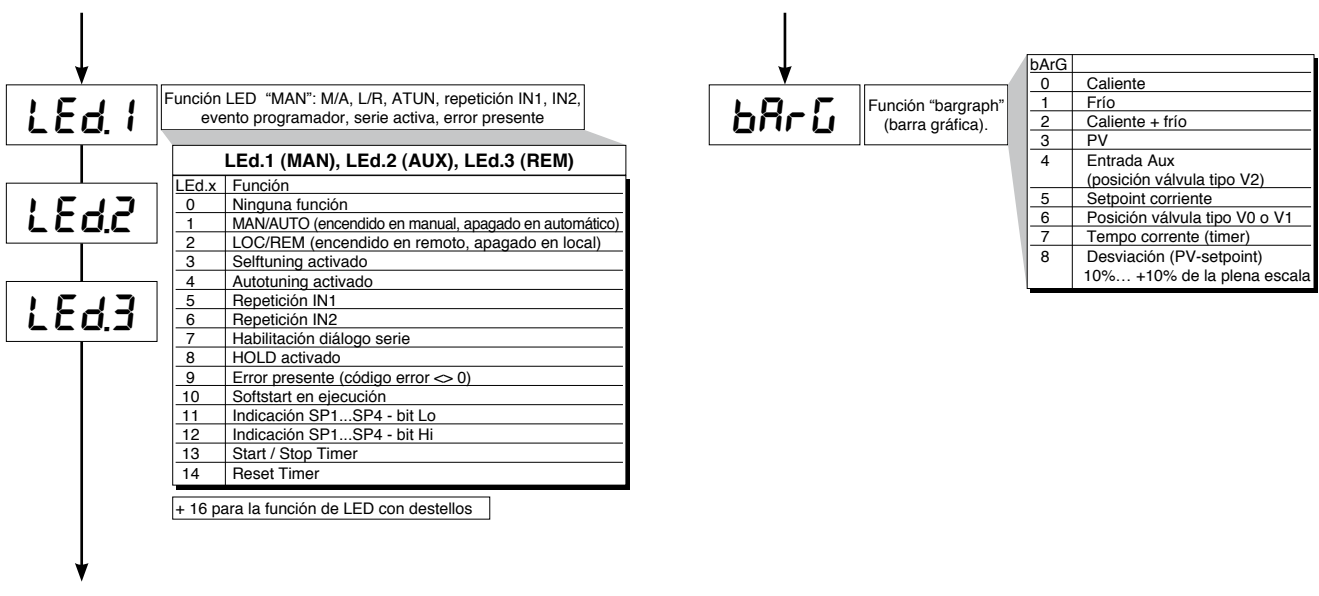 LEd.1
Función LED “MAN”: M/A, L/R, ATUN, repetición IN1, IN2,
evento programador, serie activa, error presente
LEd.1 (MAN), LEd.2 (AUX), LEd.3 (REM)
LEd.x Función
0 Ninguna función
1 MAN/AUTO (encendido en manual, apagado en automático)
2 LOC/REM (encendido en remoto, apagado en local)
3 Selftuning activado
4 Autotuning activado
5 Repetición IN1
6 Repetición IN2
7 Habilitación diálogo serie
8 HOLD activado
9 Error presente (código error <> 0)
10 Softstart en ejecución
11 Indicación SP1...SP4 - bit Lo
12 Indicación SP1...SP4 - bit Hi
13 Start / Stop Timer
14 Reset Timer
+ 16 para la función de LED con destellos
LEd.2
LEd.3
bArG
Función “bargraph”
(barra gráfica).
bArG
0 Caliente
1 Frío
2 Caliente + frío
3 PV
4 Entrada Aux
(posición válvula tipo V2)
5 Setpoint corriente
6 Posición válvula tipo V0 o V1
7 Tempo corrente (timer)
8 Desviación (PV-setpoint)
10%… +10% de la plena escala